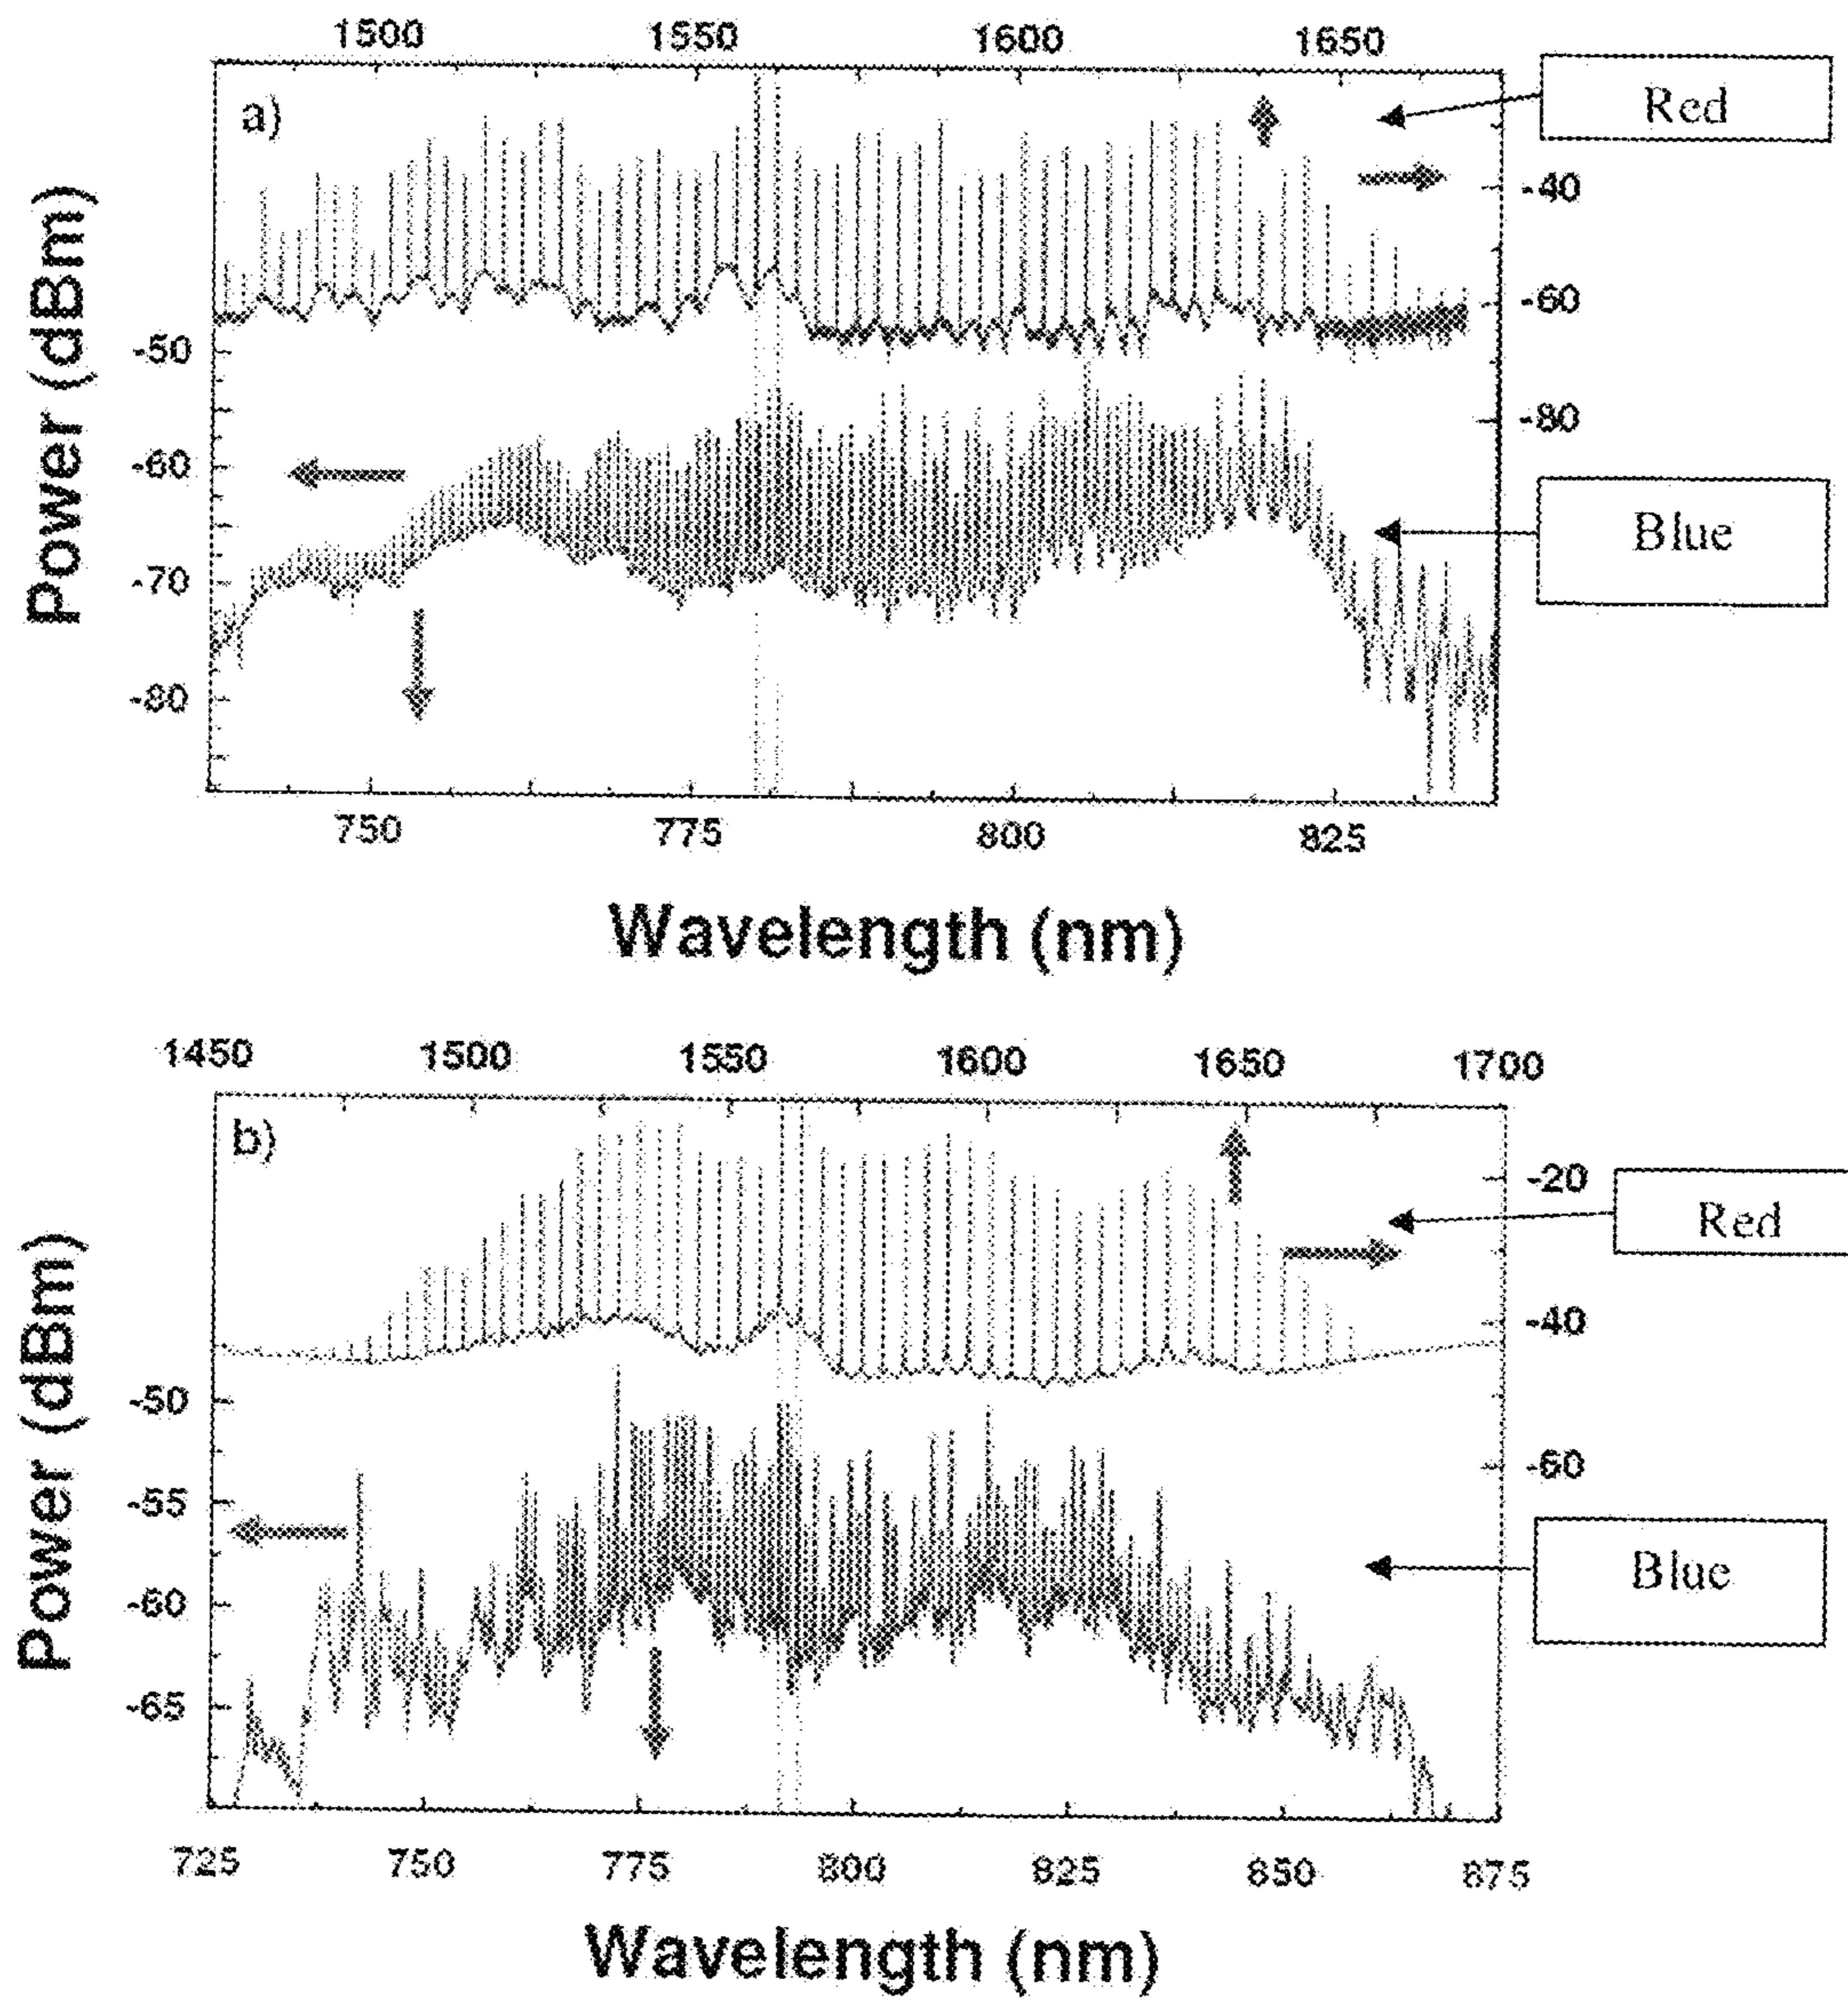 1500 1550 1600 1650
a)
Red
-40
-60
-80
Power (dBm)
-50
-60
-70
-80
Blue
750 775 800 825
Wavelength (nm)
1450 1500 1550 1600 1650 1700
b)
-20
Red
-40
-60
Power (dBm)
-50
-55
-60
-65
Blue
725 750 775 800 825 850 875
Wavelength (nm)